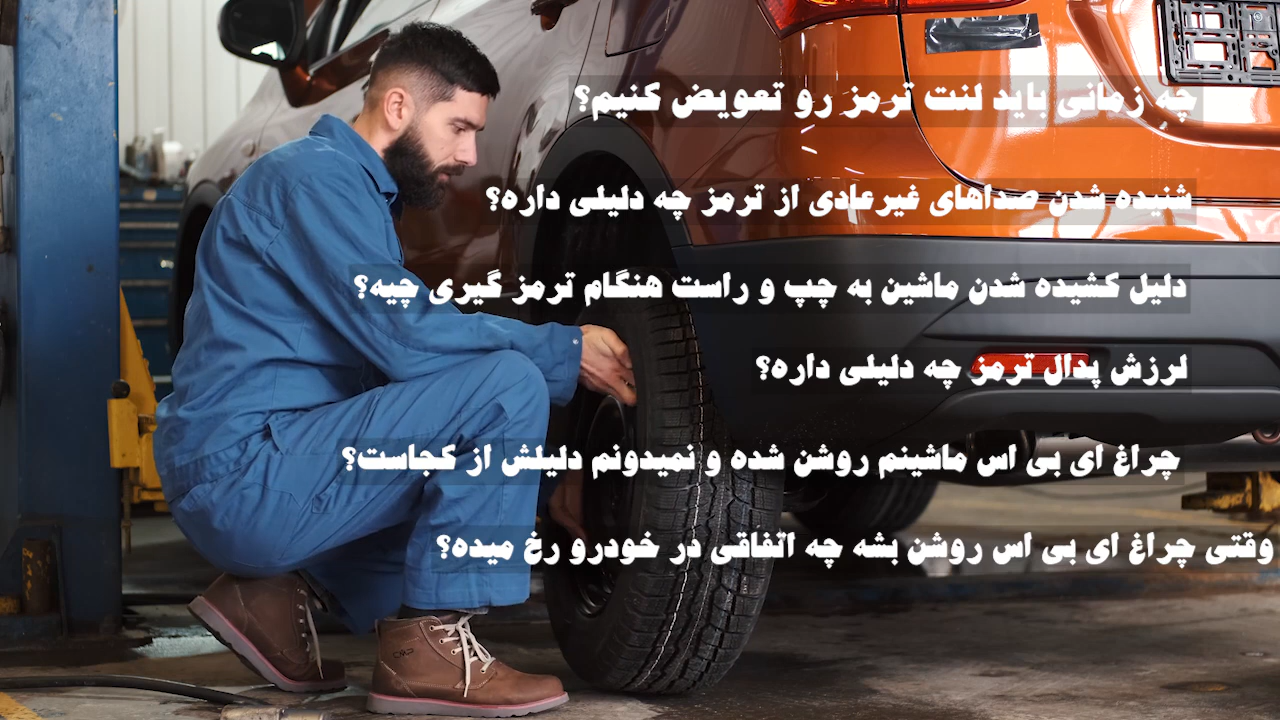 چه زمانی باید لنت ترمز رو تعویض کنیم؟
شنیده شدن صداهای غیرعادی از ترمز چه دلیلی داره؟
دلیل کشیده شدن ماشین به چپ و راست هنگام ترمز گیری چیه؟
لرزش پدال ترمز چه دلیلی داره؟
چراغ ای بی اس ماشینم روشن شده و نمیدونم دلیلش از کجاست؟
وقتی چراغ ای بی اس روشن بشه چه اتفاقی در خودرو رخ میده؟
CMP